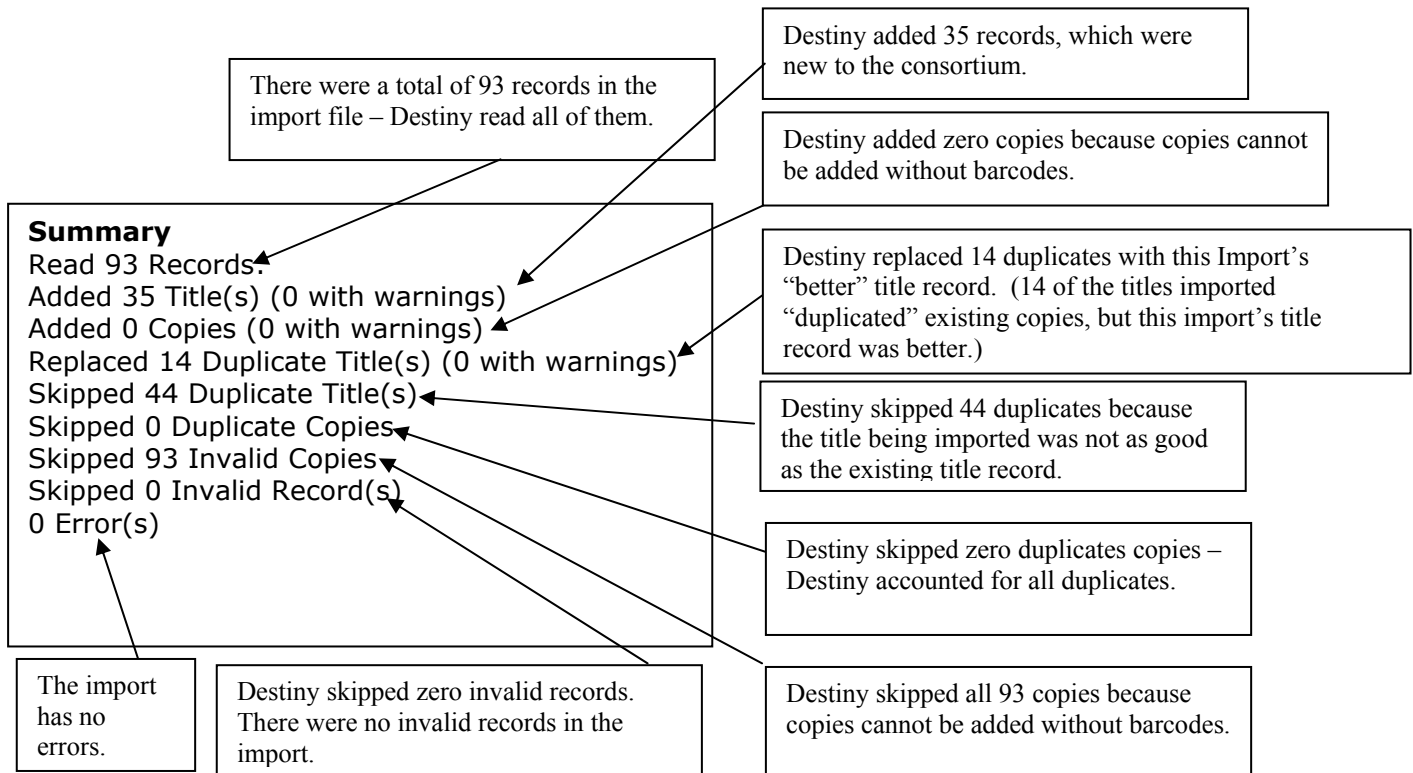 Destiny added 35 records, which were
new to the consortium.
There were a total of 93 records in the
import file – Destiny read all of them.
Destiny added zero copies because copies cannot
be added without barcodes.
Summary
Read 93 Records.
Added 35 Title(s) (0 with warnings)
Added 0 Copies (0 with warnings)
Replaced 14 Duplicate Title(s) (0 with warnings)
Skipped 44 Duplicate Title(s)
Skipped 0 Duplicate Copies
Skipped 93 Invalid Copies
Skipped 0 Invalid Record(s)
0 Error(s)
Destiny replaced 14 duplicates with this Import’s
“better” title record.  (14 of the titles imported
“duplicated” existing copies, but this import’s title
record was better.)
Destiny skipped 44 duplicates because
the title being imported was not as good
as the existing title record.
Destiny skipped zero duplicates copies –
Destiny accounted for all duplicates.
The import
has no
errors.
Destiny skipped zero invalid records.
There were no invalid records in the
import.
Destiny skipped all 93 copies because
copies cannot be added without barcodes.